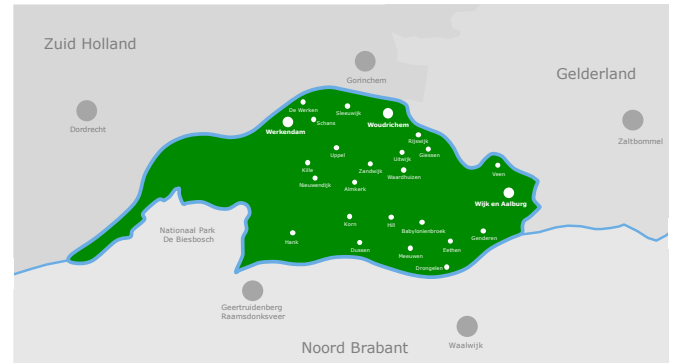 Zuid Holland
Gorinchem
Gelderland
Dordrecht
De Werken
Sleeuwijk
Schans
Werkendam
Woudrichem
Rijswijk
Zaltbommel
Uppel
Uitwijk
Giessen
Kille
Zandwijk
Waardhuizen
Veen
Nieuwendijk
Almkerk
Wijk en Aalburg
Korn
Hill
Babylonienbroek
Nationaal Park
De Biesbosch
Hank
Genderen
Dussen
Meeuwen
Eethen
Drongelen
Geertruidenberg
Raamsdonksveer
Noord Brabant
Waalwijk